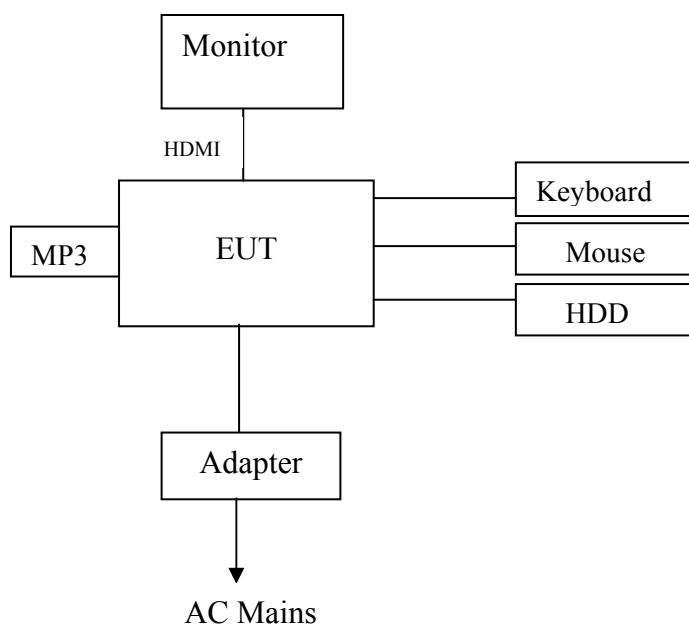 Monitor
HDMI
Keyboard
MP3
EUT
Mouse
HDD
Adapter
AC Mains